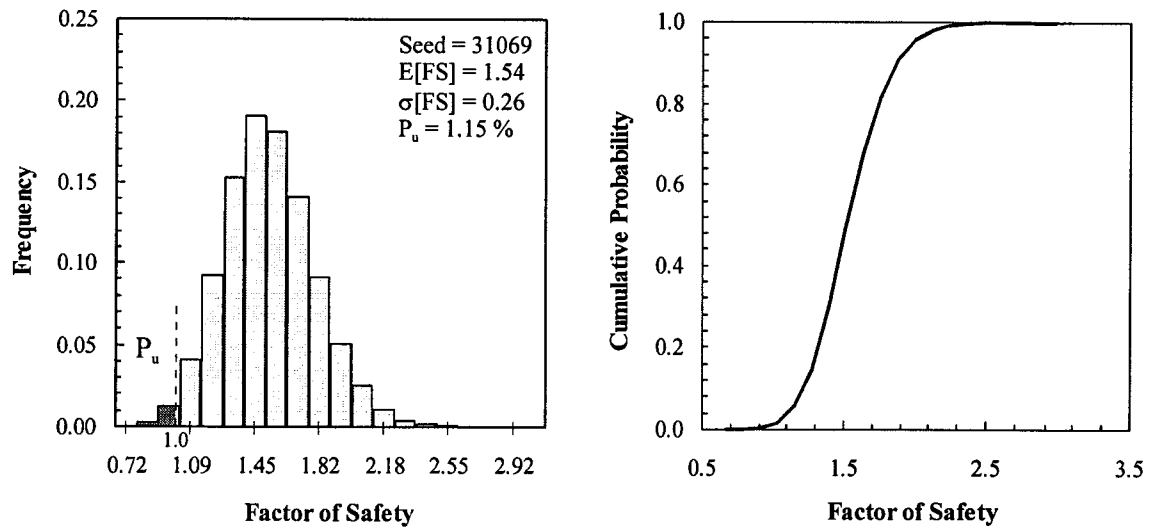 0.25
0.20
0.15
0.10
0.05
0.00
Frequency
Seed = 31069
E[FS] = 1.54
σ[FS] = 0.26
Pᵤ = 1.15 %
Pᵤ
1.0
0.72 1.09 1.45 1.82 2.18 2.55 2.92
Factor of Safety
1.0
0.8
0.6
0.4
0.2
0.0
Cumulative Probability
0.5 1.5 2.5 3.5
Factor of Safety